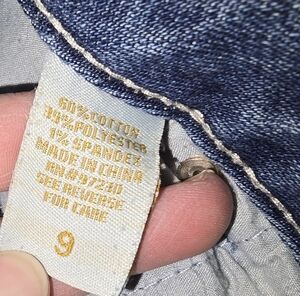 60%COTTON
39%POLYESTER
1% SPANDEX
MADE IN CHINA
SEE REVERSE
FOR CARE
9